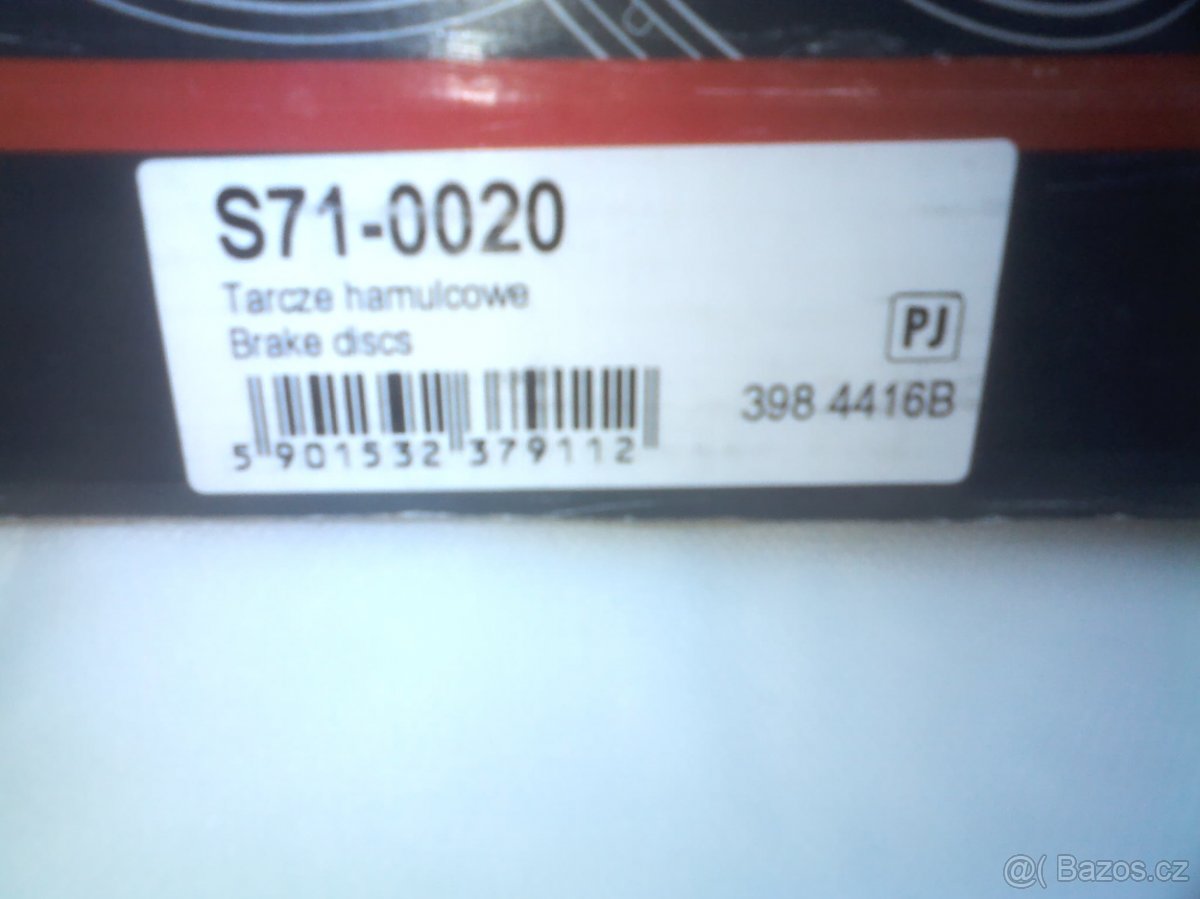 S71-0020
Tarcze hamulcowe
Brake discs
PJ
398 4416B
5 901532 379112
@( Bazos.cz